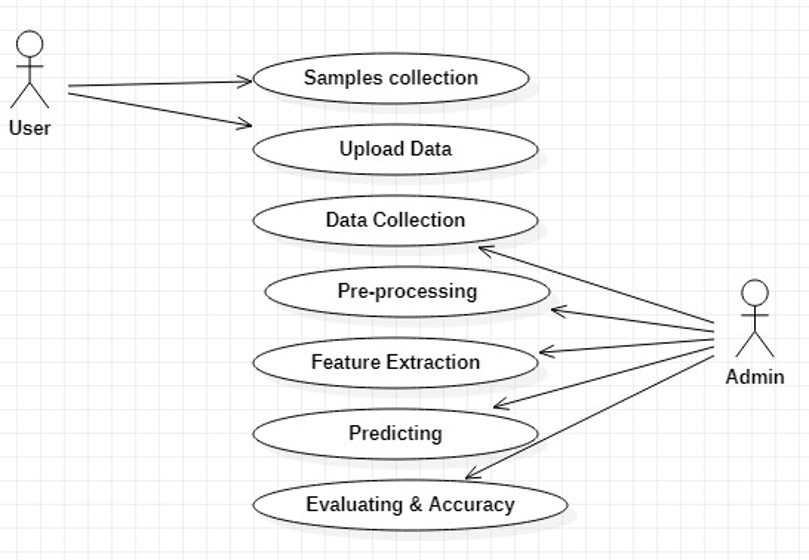 Samples collection
User
Upload Data
Data Collection
Pre-processing
Feature Extraction
Admin
Predicting
Evaluating & Accuracy